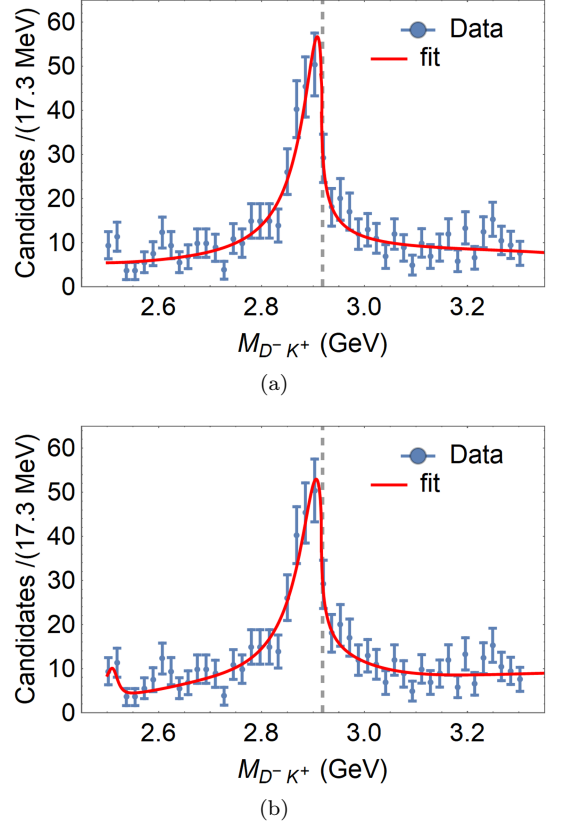 60
50
40
30
20
10
0
Candidates /(17.3 MeV)
Data
fit
2.6 2.8 3.0 3.2
M_{D^- K^+} (GeV)
(a)
60
50
40
30
20
10
0
Candidates /(17.3 MeV)
Data
fit
2.6 2.8 3.0 3.2
M_{D^- K^+} (GeV)
(b)